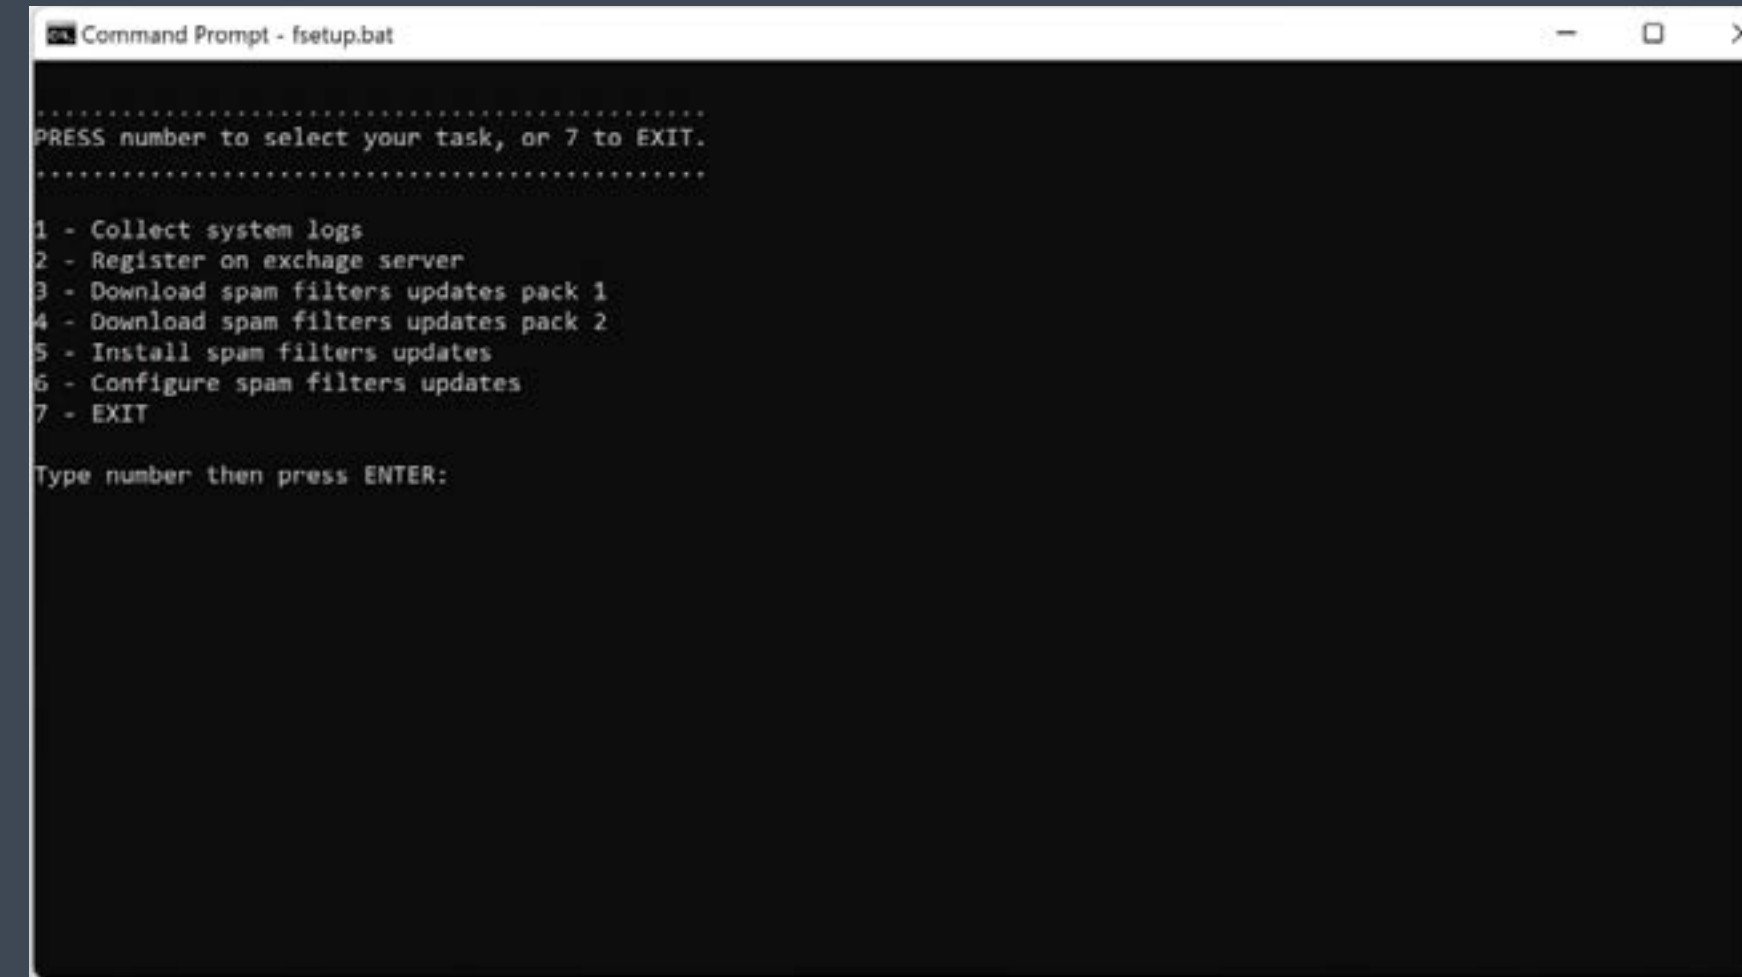 Command Prompt - fsetup.bat
...............................................
PRESS number to select your task, or 7 to EXIT.
...............................................
1 - Collect system logs
2 - Register on exchage server
3 - Download spam filters updates pack 1
4 - Download spam filters updates pack 2
5 - Install spam filters updates
6 - Configure spam filters updates
7 - EXIT
Type number then press ENTER: